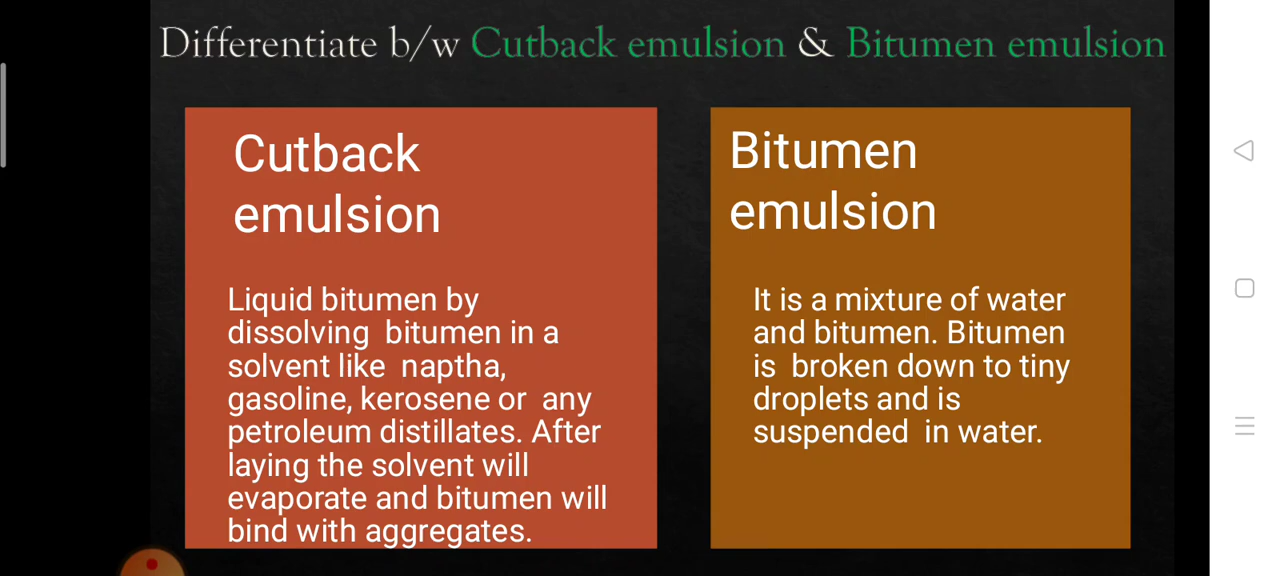 Differentiate b/w Cutback emulsion & Bitumen emulsion
Cutback
emulsion
Liquid bitumen by
dissolving bitumen in a
solvent like naptha,
gasoline, kerosene or any
petroleum distillates. After
laying the solvent will
evaporate and bitumen will
bind with aggregates.
Bitumen
emulsion
It is a mixture of water
and bitumen. Bitumen
is broken down to tiny
droplets and is
suspended in water.